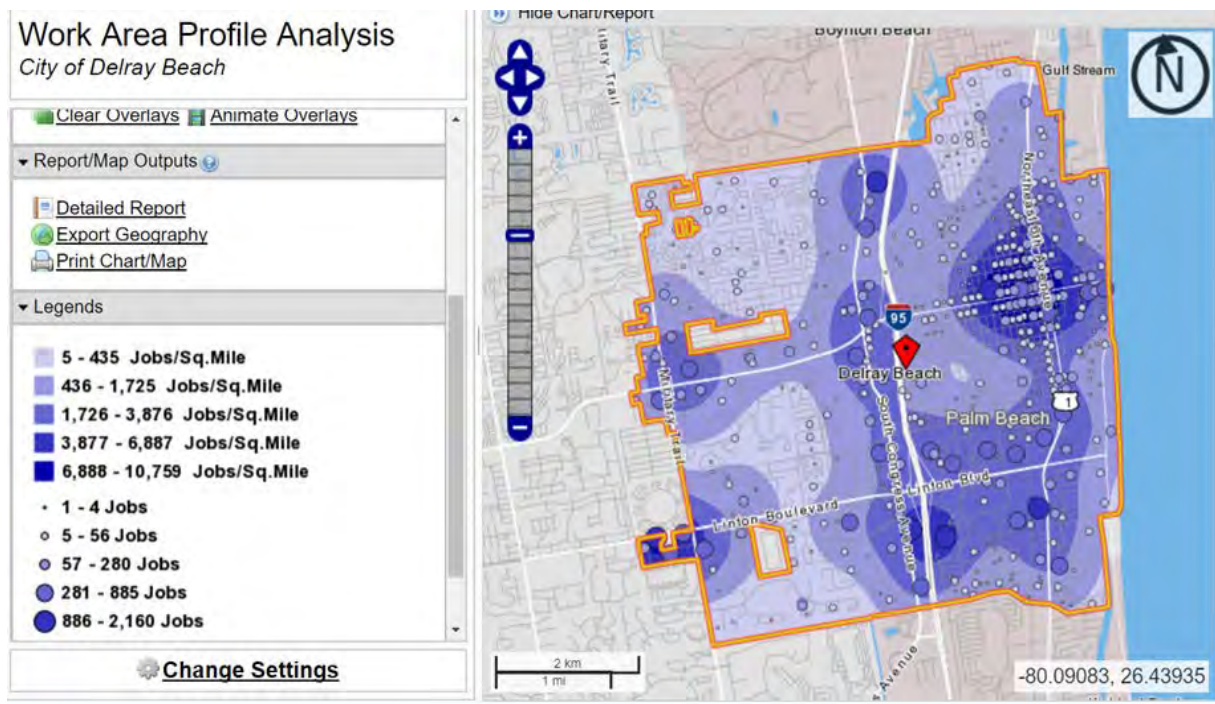 Work Area Profile Analysis
City of Delray Beach
Clear Overlays Animate Overlays
Report/Map Outputs
Detailed Report
Export Geography
Print Chart/Map
Legends
5 - 435 Jobs/Sq.Mile
436 - 1,725 Jobs/Sq.Mile
1,726 - 3,876 Jobs/Sq.Mile
3,877 - 6,887 Jobs/Sq.Mile
6,888 - 10,759 Jobs/Sq.Mile
1 - 4 Jobs
5 - 56 Jobs
57 - 280 Jobs
281 - 885 Jobs
886 - 2,160 Jobs
Change Settings
Hide Chart/Report
Boynton Beach
litary Trail
Gulf Stream
N
Northeast 6th Avenue
95
Delray Beach
Military Trail
1
Palm Beach
South Congress Avenue
Linton Blvd
Linton Boulevard
2 km
1 mi
Avenue
-80.09083, 26.43935